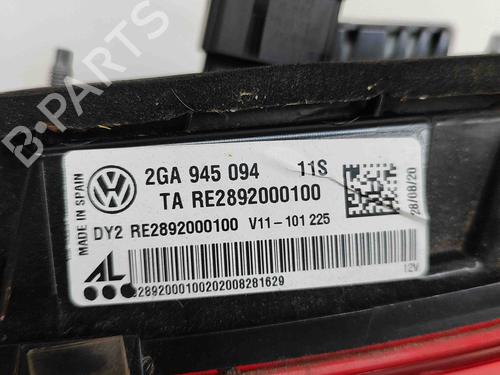 B-PARTS
MADE IN SPAIN
2GA 945 094 11S
TA RE2892000100
DY2 RE2892000100 V11-101 225
28/08/20
AL
02892000100202008281629
12V